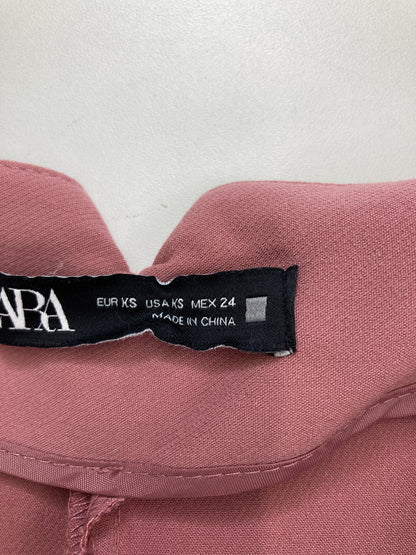 ARA
EUR XS USA XS MEX 24
MADE IN CHINA